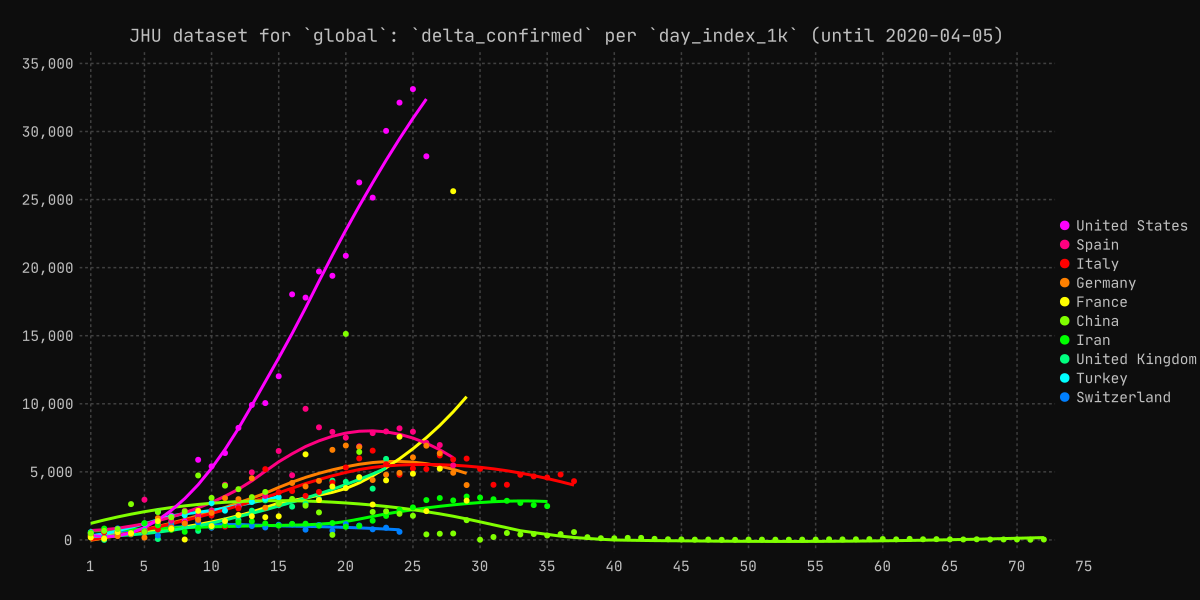 JHU dataset for `global`: `delta_confirmed` per `day_index_1k` (until 2020-04-05)
35,000
30,000
25,000
20,000
15,000
10,000
5,000
0
1 5 10 15 20 25 30 35 40 45 50 55 60 65 70 75
United States
Spain
Italy
Germany
France
China
Iran
United Kingdom
Turkey
Switzerland